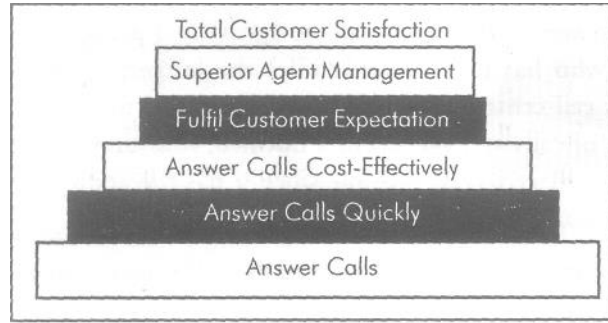 Total Customer Satisfaction
Superior Agent Management
Fulfil Customer Expectation
Answer Calls Cost-Effectively
Answer Calls Quickly
Answer Calls